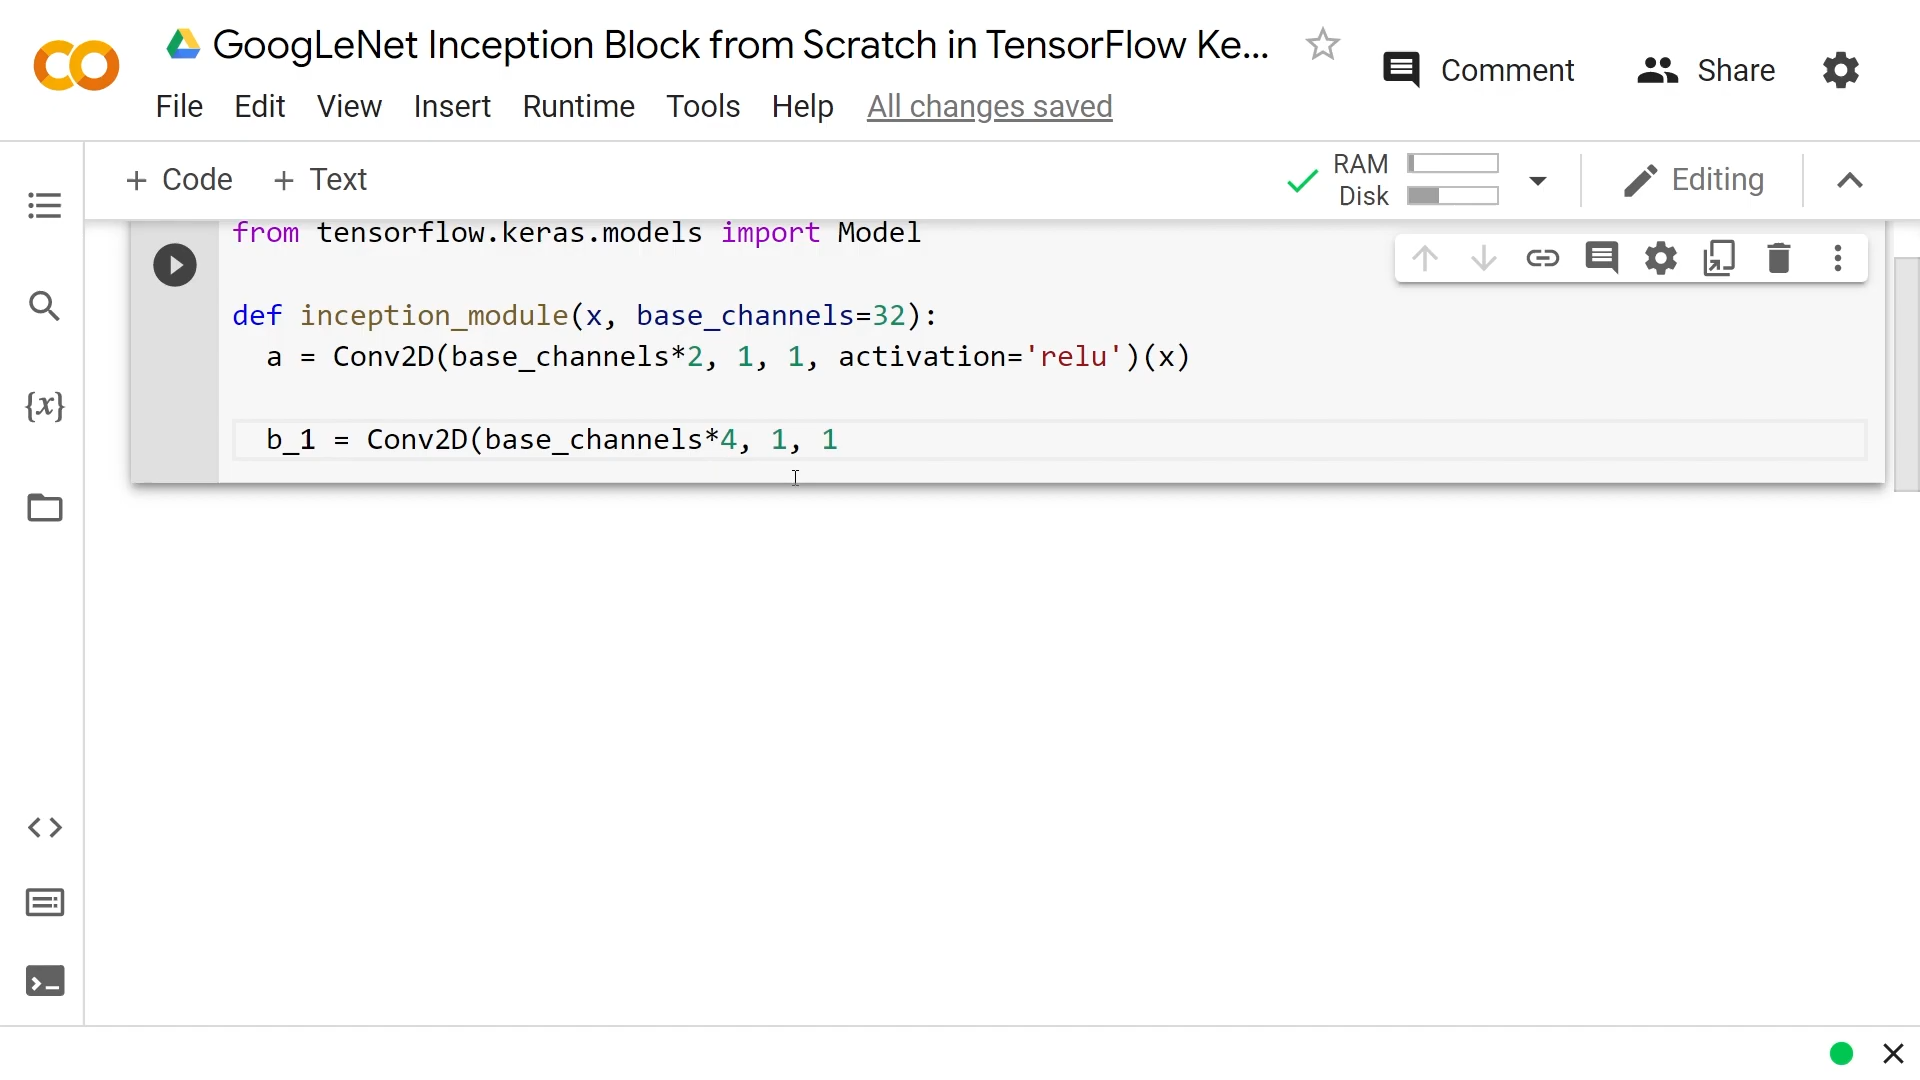 GoogLeNet Inception Block from Scratch in TensorFlow Ke...
Comment
Share
File Edit View Insert Runtime Tools Help All changes saved
+ Code + Text
RAM
Disk
Editing
from tensorflow.keras.models import Model
def inception_module(x, base_channels=32):
a = Conv2D(base_channels*2, 1, 1, activation='relu')(x)
b_1 = Conv2D(base_channels*4, 1, 1
{x}